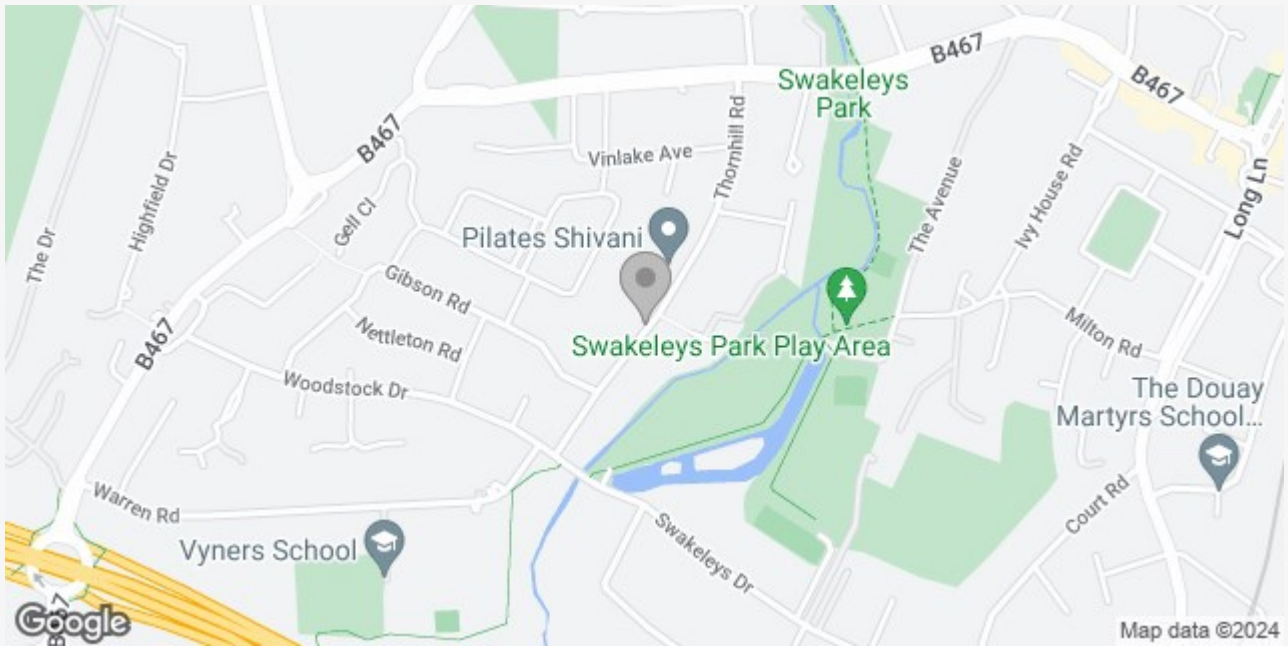 B467
B467
Swakeleys
Park
Thornhill Rd
Vinlake Ave
Highfield Dr
B467
Gell Cl
The Avenue
Ivy House Rd
Long Ln
The Dr
Pilates Shivani
Gibson Rd
Nettleton Rd
B467
Swakeleys Park Play Area
Milton Rd
Woodstock Dr
The Douay
Martyrs School...
Warren Rd
Court Rd
Vyners School
Swakeleys Dr
B467
Google
Map data ©2024